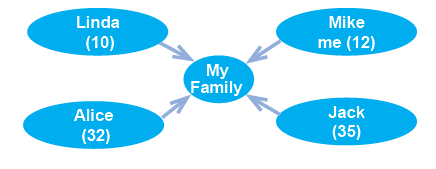 Linda
(10)
Mike
me (12)
My
Family
Alice
(32)
Jack
(35)